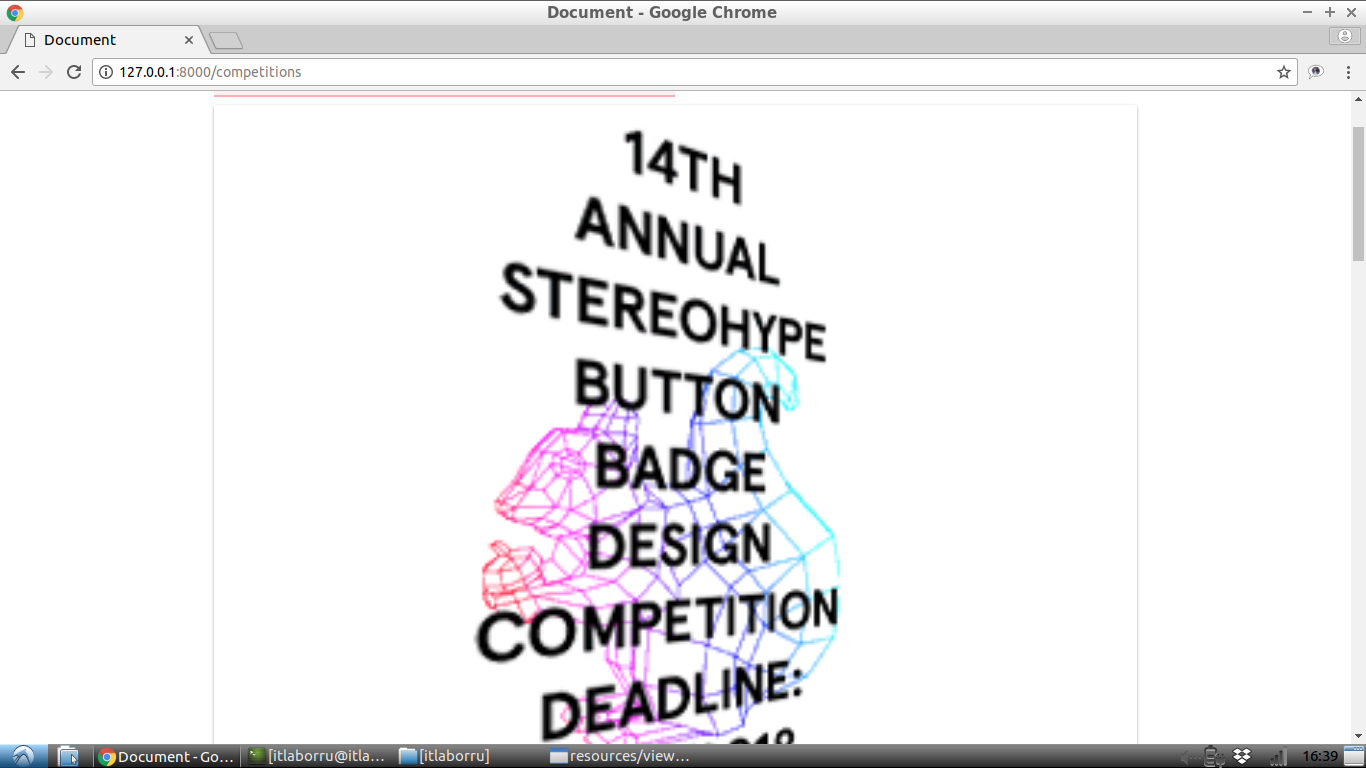 Document - Google Chrome
Document
127.0.0.1:8000/competitions
14TH
ANNUAL
STEREOHYPE
BUTTON
BADGE
DESIGN
COMPETITION
DEADLINE:
Document - Go...
[itlaborru@itla...
[itlaborru]
resources/view...
16:39